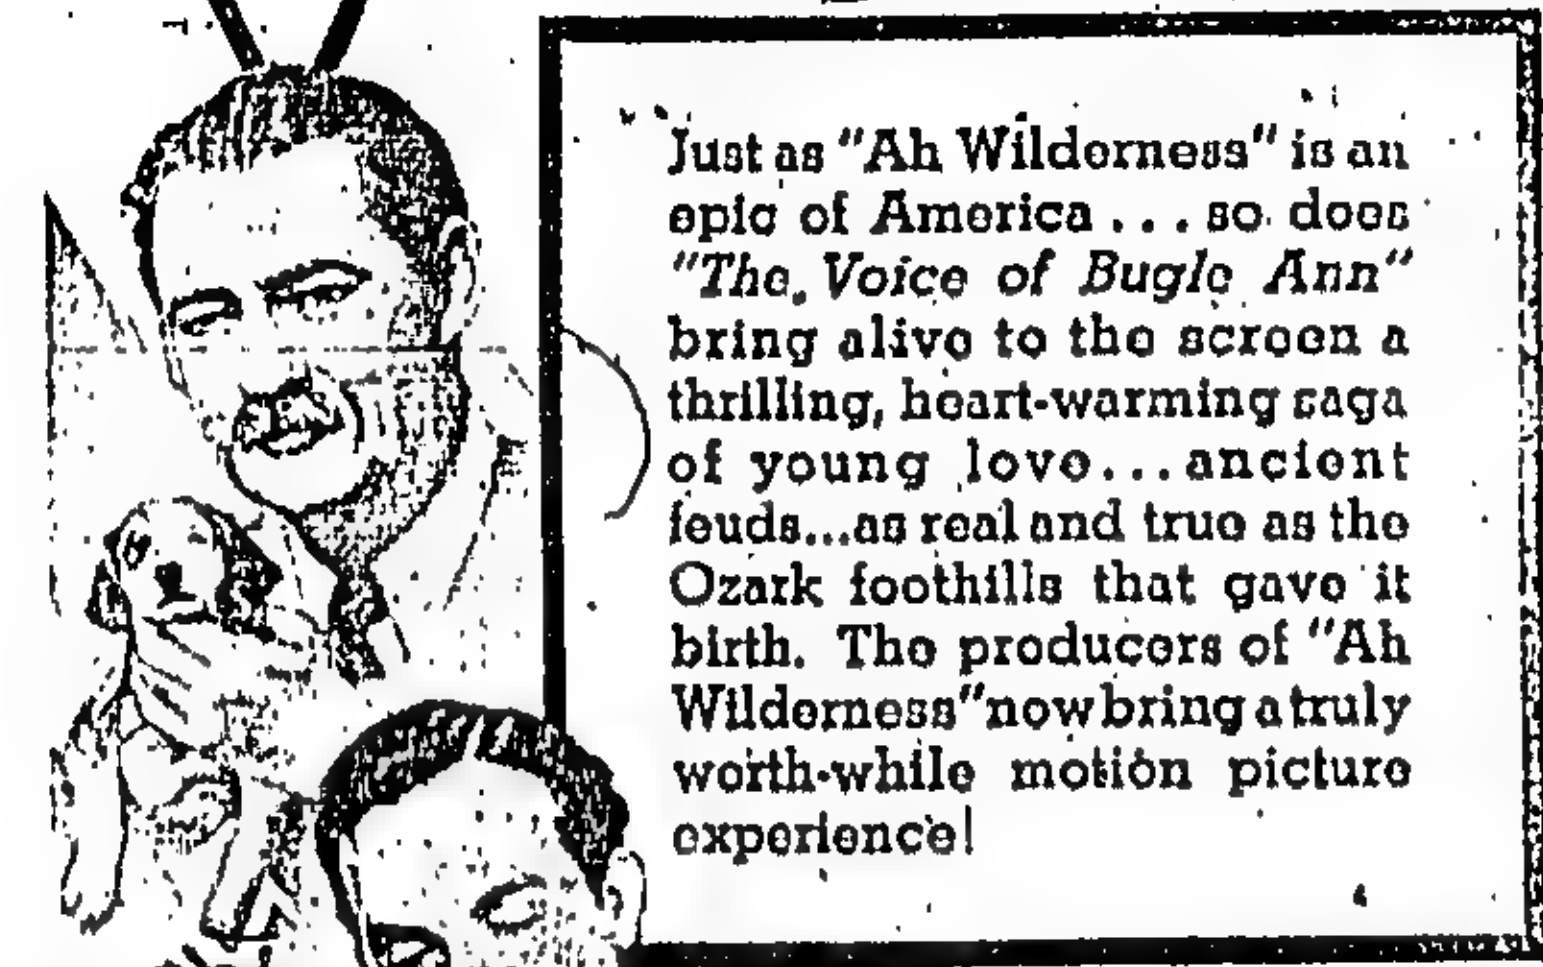 Just as "Ah Wilderness" is an
epic of America . . . so does
"The Voice of Bugle Ann"
bring alive to the screen a
thrilling, heart-warming saga
of young love...ancient
feuds...as real and true as the
Ozark foothills that gave it
birth. The producers of "Ah
Wilderness" now bring a truly
worth-while motion picture
experience!